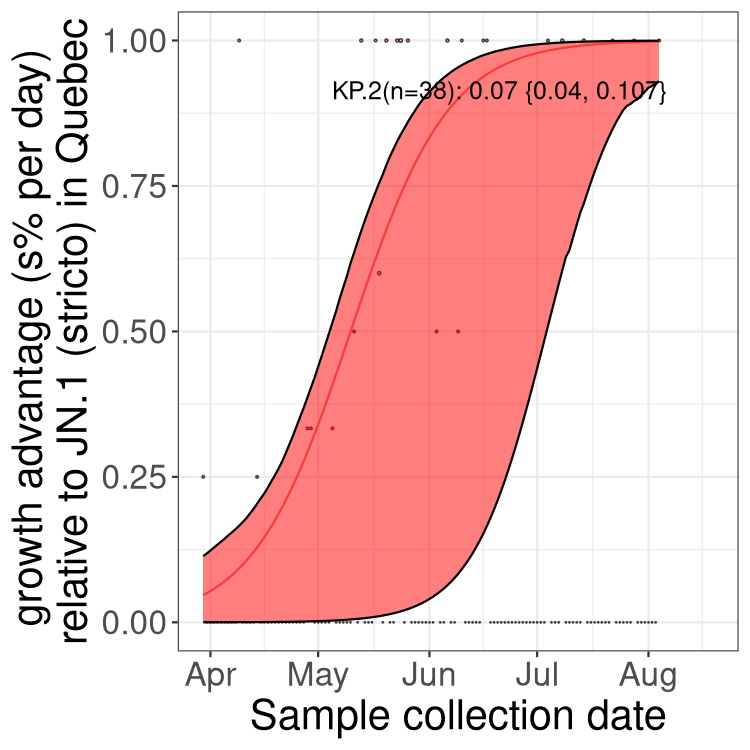 growth advantage (s% per day)
relative to JN.1 (stricto) in Quebec
1.00
0.75
0.50
0.25
0.00
KP.2(n=38): 0.07 {0.04, 0.107}
Apr May Jun Jul Aug
Sample collection date